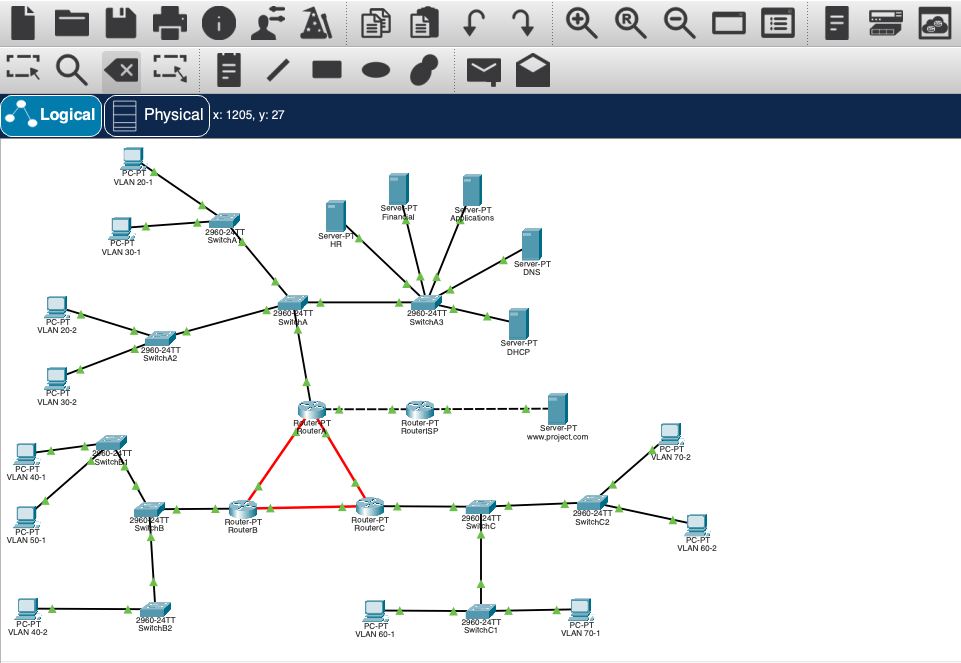 Logical
Physical
x: 1205, y: 27
PC-PT
VLAN 20-1
PC-PT
VLAN 30-1
2960-24TT
Server-PT
HR
Server-PT
Financial
Server-PT
Applications
Server-PT
DNS
Server-PT
DHCP
2960-24TT
SwitchA
2960-24TT
SwitchA3
PC-PT
VLAN 20-2
2960-24TT
SwitchA2
PC-PT
VLAN 30-2
Router-PT
RouterA
Router-PT
RouterISP
Server-PT
www.project.com
PC-PT
VLAN 40-1
2960-24TT
SwitchB1
PC-PT
VLAN 50-1
2960-24TT
SwitchB
Router-PT
RouterB
Router-PT
RouterC
2960-24TT
SwitchC
2960-24TT
SwitchC2
PC-PT
VLAN 70-2
PC-PT
VLAN 60-2
PC-PT
VLAN 40-2
2960-24TT
SwitchB2
PC-PT
VLAN 60-1
2960-24TT
SwitchC1
PC-PT
VLAN 70-1